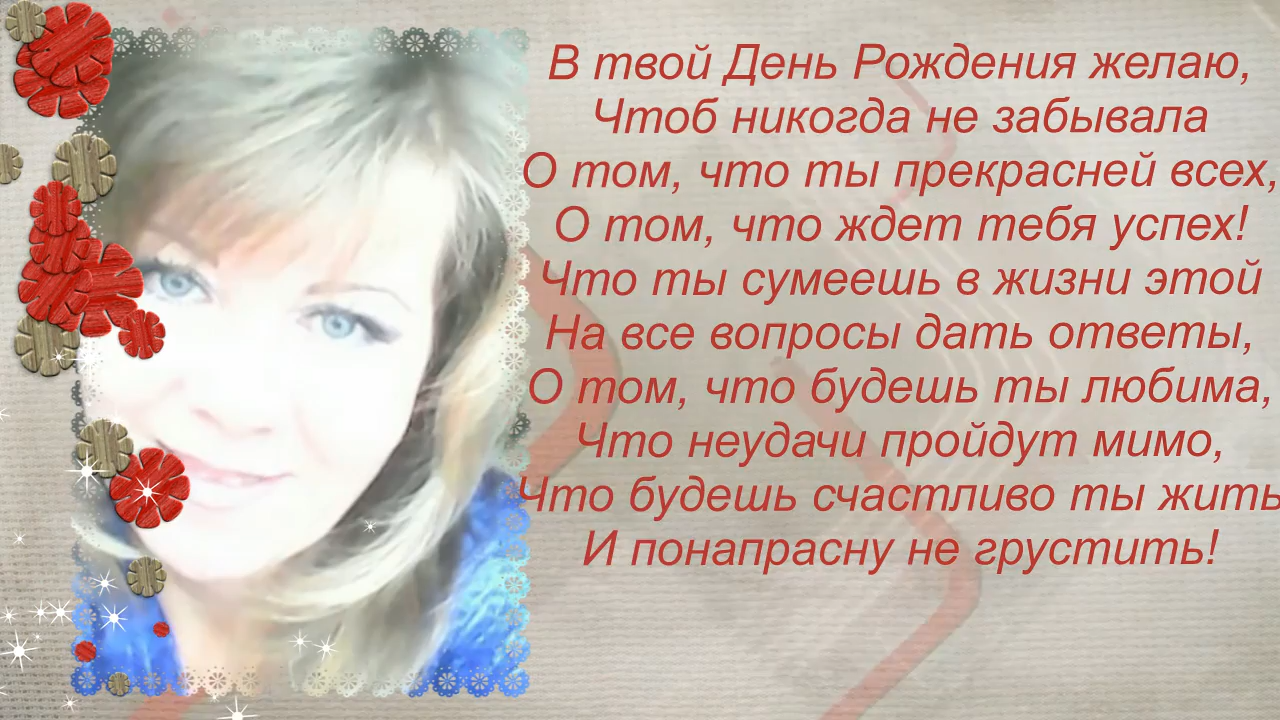 В твой День Рождения желаю,
Чтоб никогда не забывала
О том, что ты прекрасней всех,
О том, что ждет тебя успех!
Что ты сумеешь в жизни этой
На все вопросы дать ответы,
О том, что будешь ты любима,
Что неудачи пройдут мимо,
Что будешь счастливо ты жить
И понапрасну не грустить!